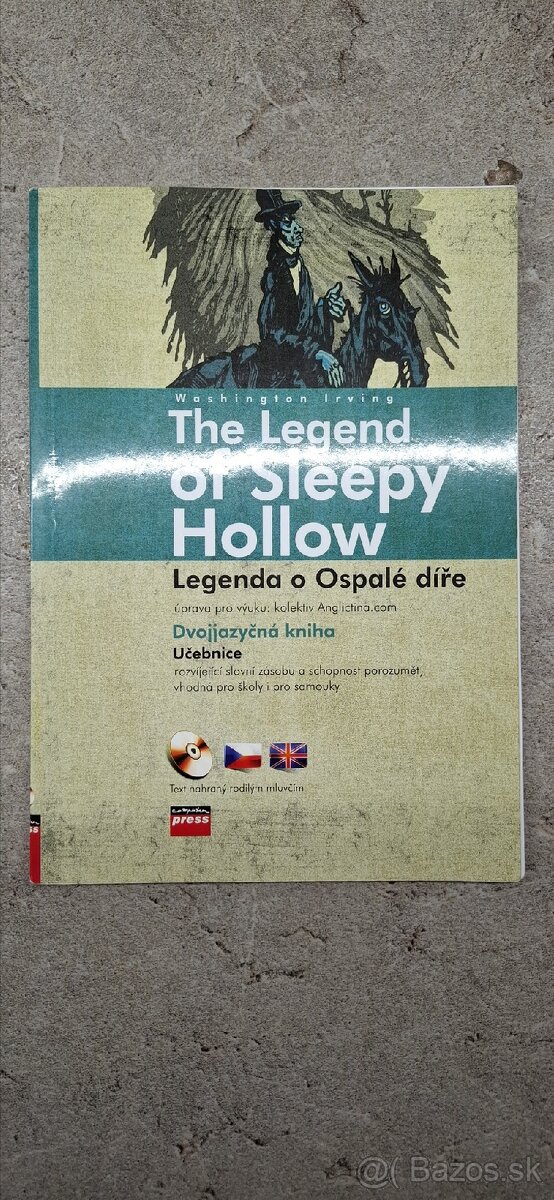 Washington Irving
The Legend
of Sleepy
Hollow
Legenda o Ospalé díře
úprava pro výuku: kolektiv Anglictina.com
Dvojjazyčná kniha
Učebnice
rozvíjející slovní zásobu a schopnost porozumět,
vhodná pro školy i pro samouky
Text nahraný rodilým mluvčím
computer
press
@( Bazos.sk